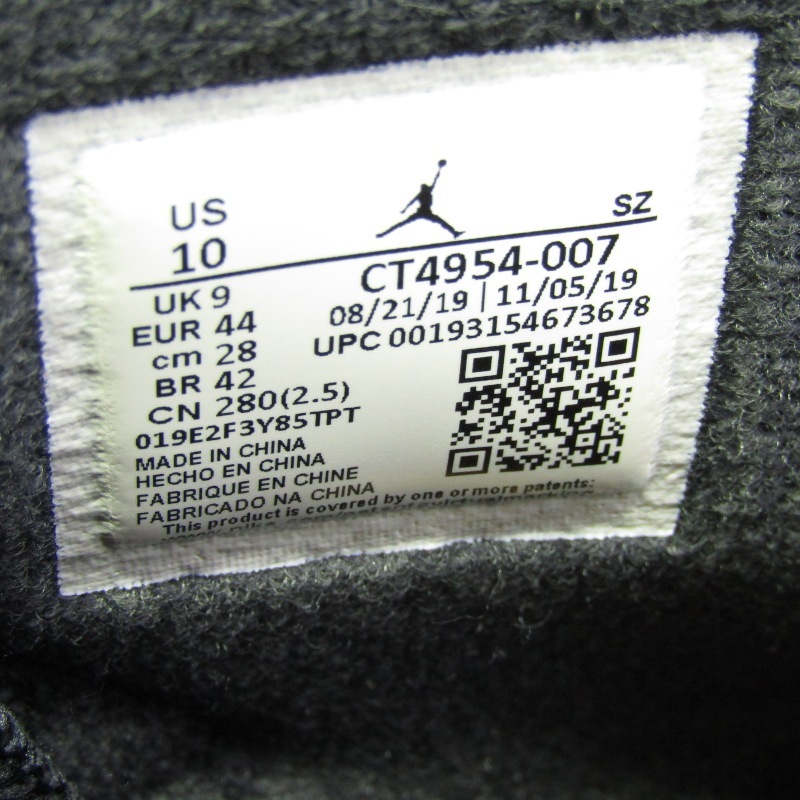 US
10
SZ
CT4954-007
08/21/19 | 11/05/19
UPC 00193154673678
UK 9
EUR 44
cm 28
BR 42
CN 280(2.5)
019E2F3Y85TPT
MADE IN CHINA
HECHO EN CHINA
FABRIQUE EN CHINE
FABRICADO NA CHINA
This product is covered by one or more patents: